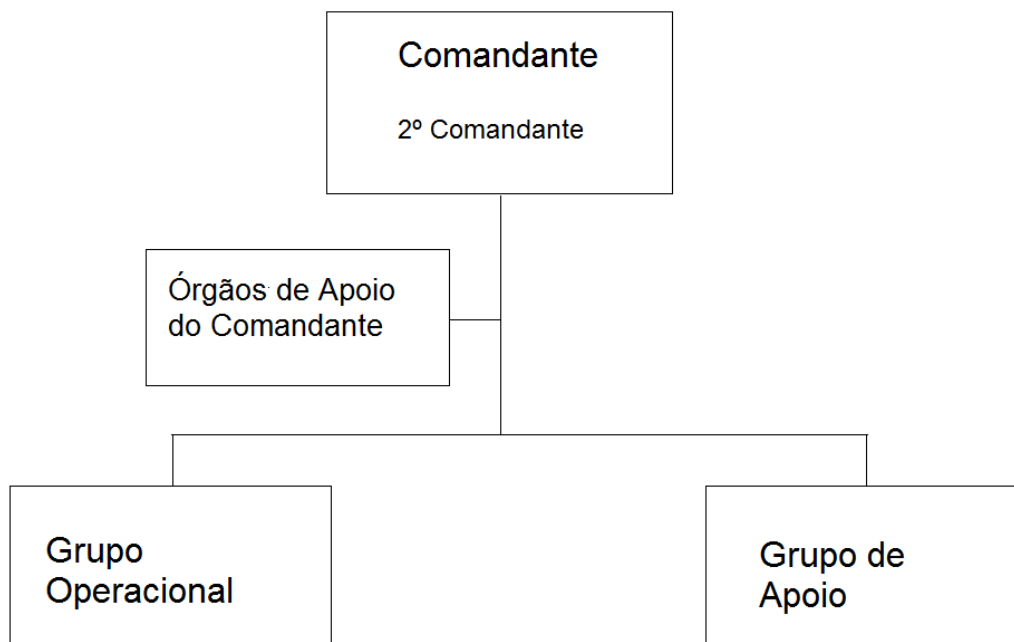 Comandante
2º Comandante
Órgãos de Apoio
do Comandante
Grupo
Operacional
Grupo de
Apoio